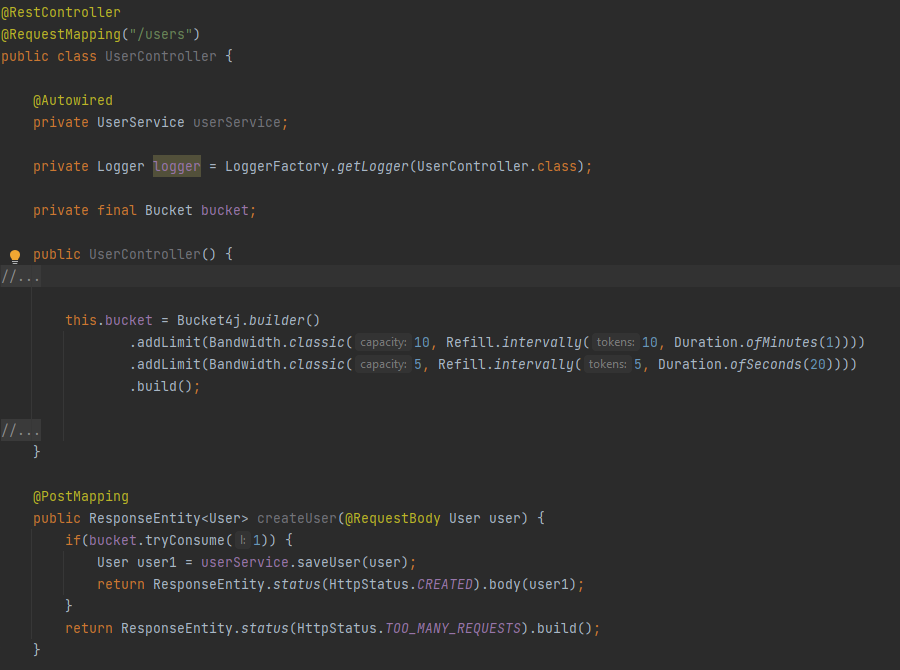 @RestController
@RequestMapping("/users")
public class UserController {
@Autowired
private UserService userService;
private Logger logger = LoggerFactory.getLogger(UserController.class);
private final Bucket bucket;
public UserController() {
//...
this.bucket = Bucket4j.builder()
.addLimit(Bandwidth.classic( capacity: 10, Refill.intervally( tokens: 10, Duration.ofMinutes(1))))
.addLimit(Bandwidth.classic( capacity: 5, Refill.intervally( tokens: 5, Duration.ofSeconds(20))))
.build();
//...
}
@PostMapping
public ResponseEntity<User> createUser(@RequestBody User user) {
if(bucket.tryConsume( l: 1)) {
User user1 = userService.saveUser(user);
return ResponseEntity.status(HttpStatus.CREATED).body(user1);
}
return ResponseEntity.status(HttpStatus.TOO_MANY_REQUESTS).build();
}